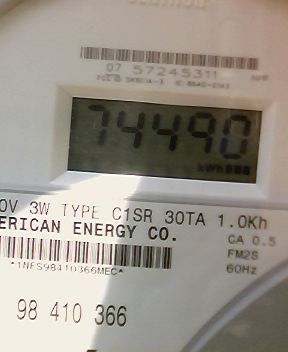 07 57245311
74490
kWh
0V 3W TYPE C1SR 30TA 1.0Kh
ERICAN ENERGY CO.
CA 0.5
FM2S
60Hz
*1NFS98410366MEC*
98 410 366